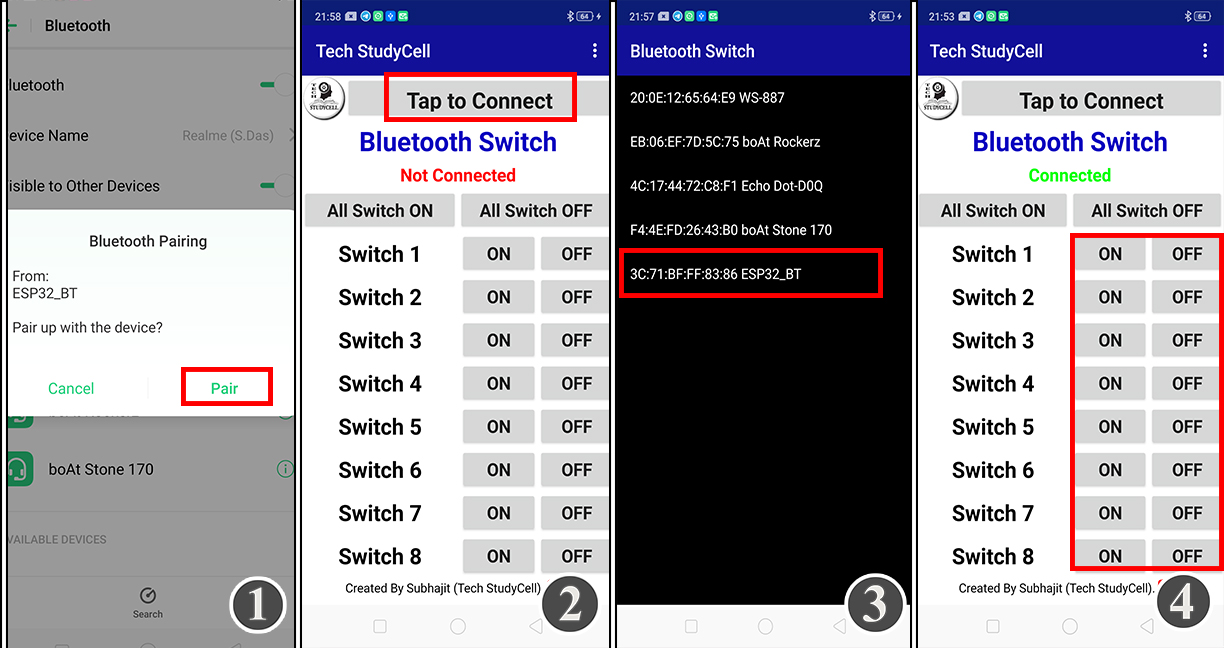 Bluetooth
luetooth
evice Name Realme (S.Das)
isible to Other Devices
Bluetooth Pairing
From:
ESP32_BT
Pair up with the device?
Cancel Pair
boAt Stone 170
VAILABLE DEVICES
Search
1
21:58 64
Tech StudyCell
TECH
STUDYCELL
Tap to Connect
Bluetooth Switch
Not Connected
All Switch ON All Switch OFF
Switch 1 ON OFF
Switch 2 ON OFF
Switch 3 ON OFF
Switch 4 ON OFF
Switch 5 ON OFF
Switch 6 ON OFF
Switch 7 ON OFF
Switch 8 ON OFF
Created By Subhajit (Tech StudyCell)
2
21:57 64
Bluetooth Switch
20:0E:12:65:64:E9 WS-887
EB:06:EF:7D:5C:75 boAt Rockerz
4C:17:44:72:C8:F1 Echo Dot-D0Q
F4:4E:FD:26:43:B0 boAt Stone 170
3C:71:BF:FF:83:86 ESP32_BT
3
21:53 64
Tech StudyCell
TECH
STUDYCELL
Tap to Connect
Bluetooth Switch
Connected
All Switch ON All Switch OFF
Switch 1 ON OFF
Switch 2 ON OFF
Switch 3 ON OFF
Switch 4 ON OFF
Switch 5 ON OFF
Switch 6 ON OFF
Switch 7 ON OFF
Switch 8 ON OFF
Created By Subhajit (Tech StudyCell).
4